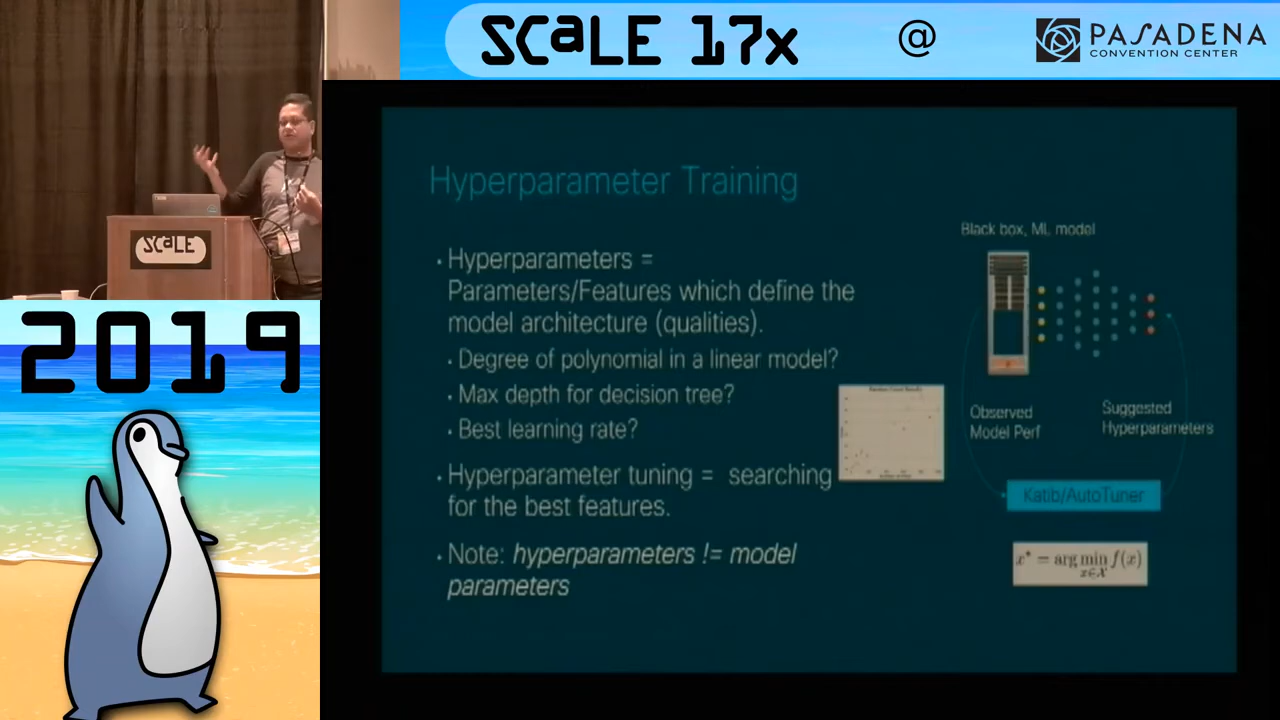 SCALE 17x
@
PASADENA
CONVENTION CENTER
SCALE
2019
Hyperparameter Training
· Hyperparameters =
Parameters/Features which define the
model architecture (qualities).
· Degree of polynomial in a linear model?
· Max depth for decision tree?
· Best learning rate?
· Hyperparameter tuning = searching
for the best features.
· Note: hyperparameters != model
parameters
Black box, ML model
Observed
Model Perf
Suggested
Hyperparameters
Katib/AutoTuner
x* = arg min f(x)
x∈X